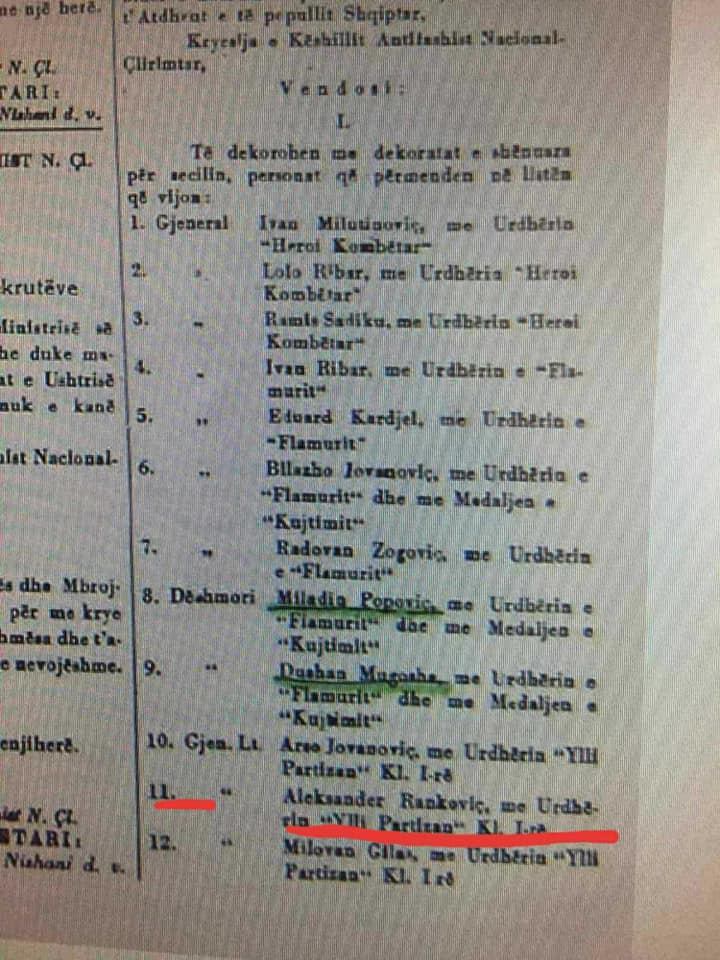 me një herë.
N. Çl.
TARI:
Nishani d. v.
IIST N. Çl.
krutëve
Ministrisë së
he duke ma-
at e Ushtrisë
nuk e kanë
hist Nacional-
ës dhe Mbroj-
për me krye
hmësa dhe t'a-
e nevojëshme.
enjiherë.
ist N. Çl.
STARI:
Nishani d. v.
t'Atdheut e të popullit Shqiptar,
Kryesija e Këshillit Antifashist Nacional-
Çlirimtar,
Vendosi:
I.
Të dekorohen me dekoratat e shënuara
për secilin, personat që përmenden në listën
që vijon:
1. Gjeneral Ivan Milutinoviç, me Urdhërin
"Heroi Kombëtar"
2. " Lolo Ribar, me Urdhërin "Heroi
Kombëtar"
3. " Ramis Sadiku, me Urdhërin "Heroi
Kombëtar"
4. " Ivan Ribar, me Urdhërin e "Fla-
murit"
5. " Eduard Kardjel, me Urdhërin e
"Flamurit"
6. " Bllazho Jovanoviç, me Urdhërin e
"Flamurit" dhe me Medaljen e
"Kujtimit"
7. " Radovan Zogoviç, me Urdhërin
e "Flamurit"
8. Dëshmori Miladin Popoviç, me Urdhërin e
"Flamurit" dhe me Medaljen e
"Kujtimit"
9. " Dushan Mugosha, me Urdhërin e
"Flamurit" dhe me Medaljen e
"Kujtimit"
10. Gjen. Lt. Arso Jovanoviç, me Urdhërin "Ylli
Partizan" Kl. I-rë
11. " Aleksander Rankoviç, me Urdhë-
rin "Ylli Partizan" Kl. I-rë
12. " Milovan Gilas, me Urdhërin "Ylli
Partizan" Kl. I rë